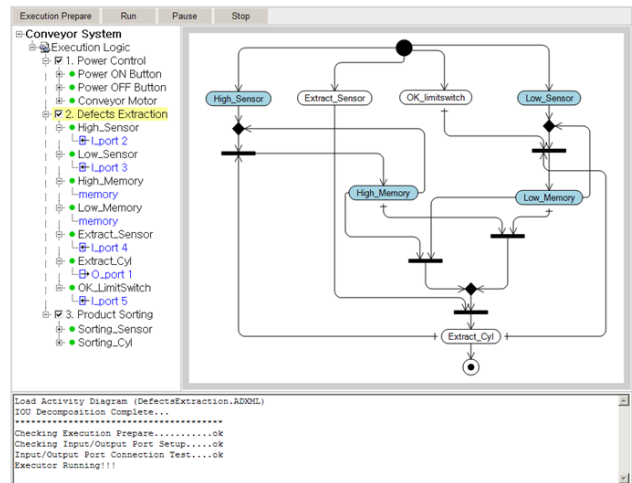 Execution Prepare Run Pause Stop
Conveyor System
Execution Logic
1. Power Control
Power ON Button
Power OFF Button
Conveyor Motor
2. Defects Extraction
High_Sensor
I_port 2
Low_Sensor
I_port 3
High_Memory
memory
Low_Memory
memory
Extract_Sensor
I_port 4
Extract_Cyl
O_port 1
OK_LimitSwitch
I_port 5
3. Product Sorting
Sorting_Sensor
Sorting_Cyl
High_Sensor Extract_Sensor OK_limitswitch Low_Sensor
High_Memory Low_Memory
Extract_Cyl
Load Activity Diagram (DefectsExtraction.ADXML)
IOU Decomposition Complete...
***************************************
Checking Execution Prepare..........ok
Checking Input/Output Port Setup.....ok
Input/Output Port Connection Test....ok
Executor Running!!!